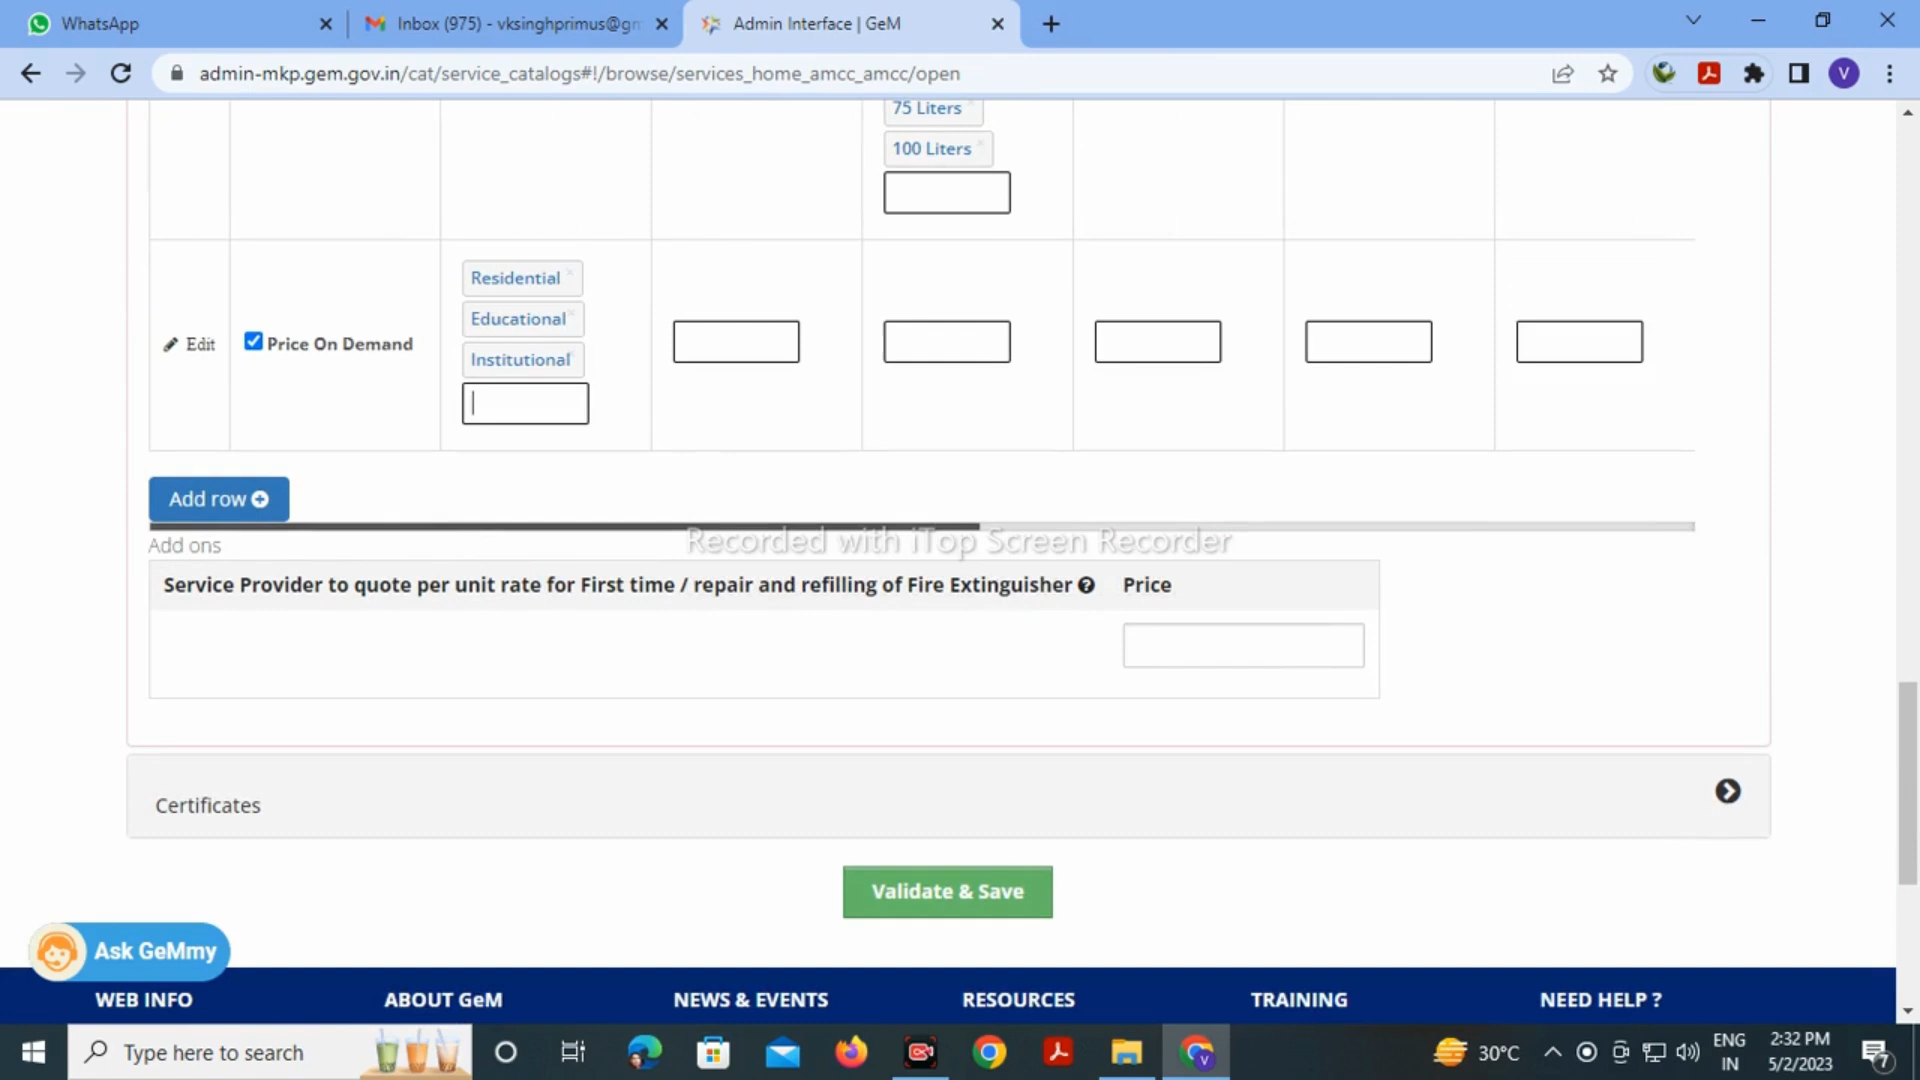 WhatsApp
Inbox (975) - vksinghprimus@gm
Admin Interface | GeM
admin-mkp.gem.gov.in/cat/service_catalogs#!/browse/services_home_amcc_amcc/open
V
75 Liters
100 Liters
Residential
Educational
Institutional
Edit
Price On Demand
Add row
Recorded with iTop Screen Recorder
Add ons
Service Provider to quote per unit rate for First time / repair and refilling of Fire Extinguisher
Price
Certificates
Validate & Save
Ask GeMmy
WEB INFO
ABOUT GeM
NEWS & EVENTS
RESOURCES
TRAINING
NEED HELP ?
Type here to search
V
30°C
ENG
IN
2:32 PM
5/2/2023
7